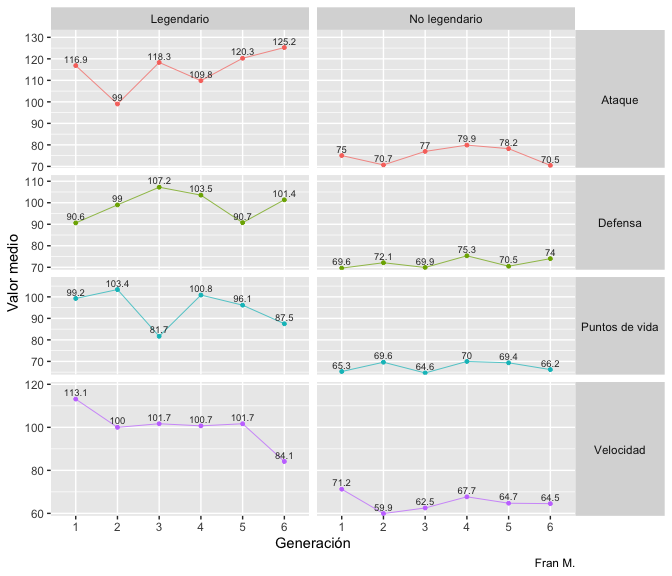 Legendario No legendario
Valor medio
130
120
110
100
90
80
70
116.9 99 118.3 109.8 120.3 125.2
75 70.7 77 79.9 78.2 70.5
Ataque
110
100
90
80
70
90.6 99 107.2 103.5 90.7 101.4
69.6 72.1 69.9 75.3 70.5 74
Defensa
100
90
80
70
99.2 103.4 81.7 100.8 96.1 87.5
65.3 69.6 64.6 70 69.4 66.2
Puntos de vida
120
100
80
60
113.1 100 101.7 100.7 101.7 84.1
71.2 59.9 62.5 67.7 64.7 64.5
Velocidad
1 2 3 4 5 6 1 2 3 4 5 6
Generación
Fran M.